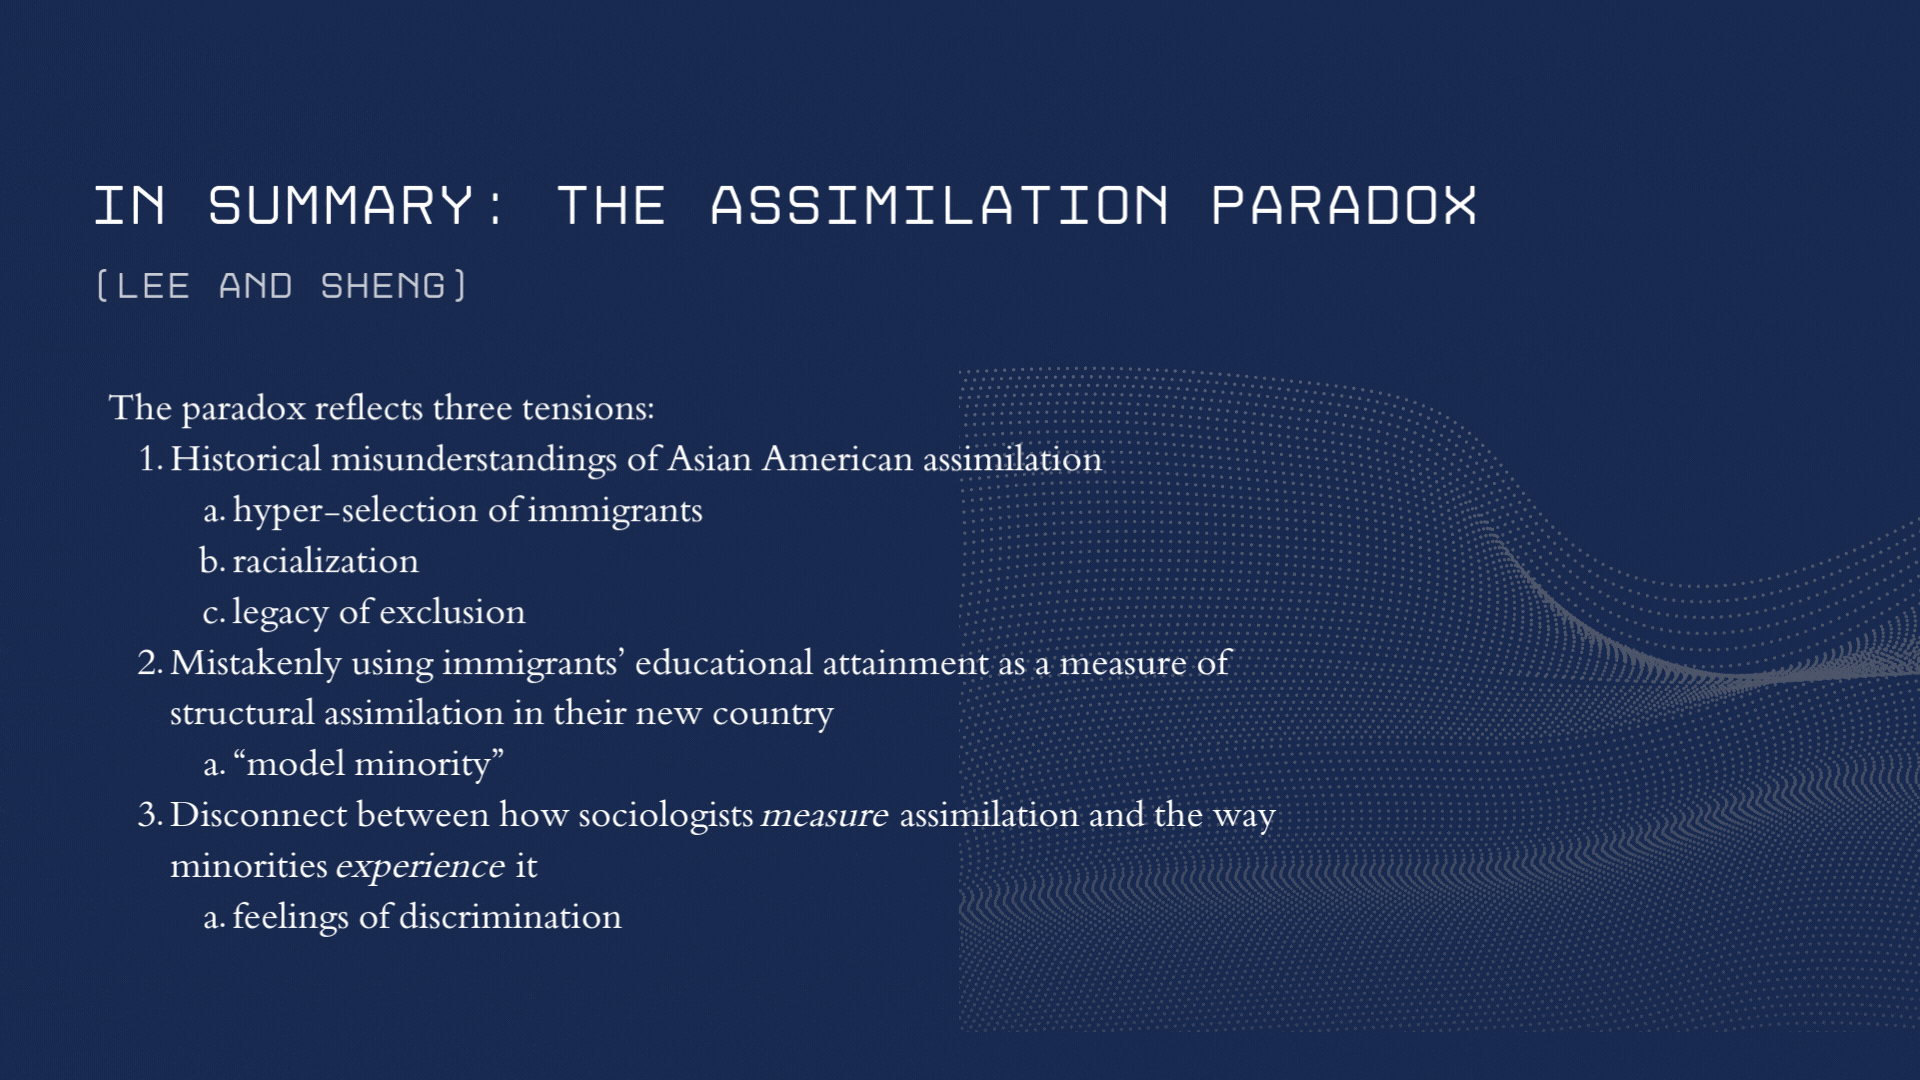 IN SUMMARY: THE ASSIMILATION PARADOX
(LEE AND SHENG)
The paradox reflects three tensions:
1. Historical misunderstandings of Asian American assimilation
a. hyper-selection of immigrants
b. racialization
c. legacy of exclusion
2. Mistakenly using immigrants’ educational attainment as a measure of
structural assimilation in their new country
a. “model minority”
3. Disconnect between how sociologists measure assimilation and the way
minorities experience it
a. feelings of discrimination